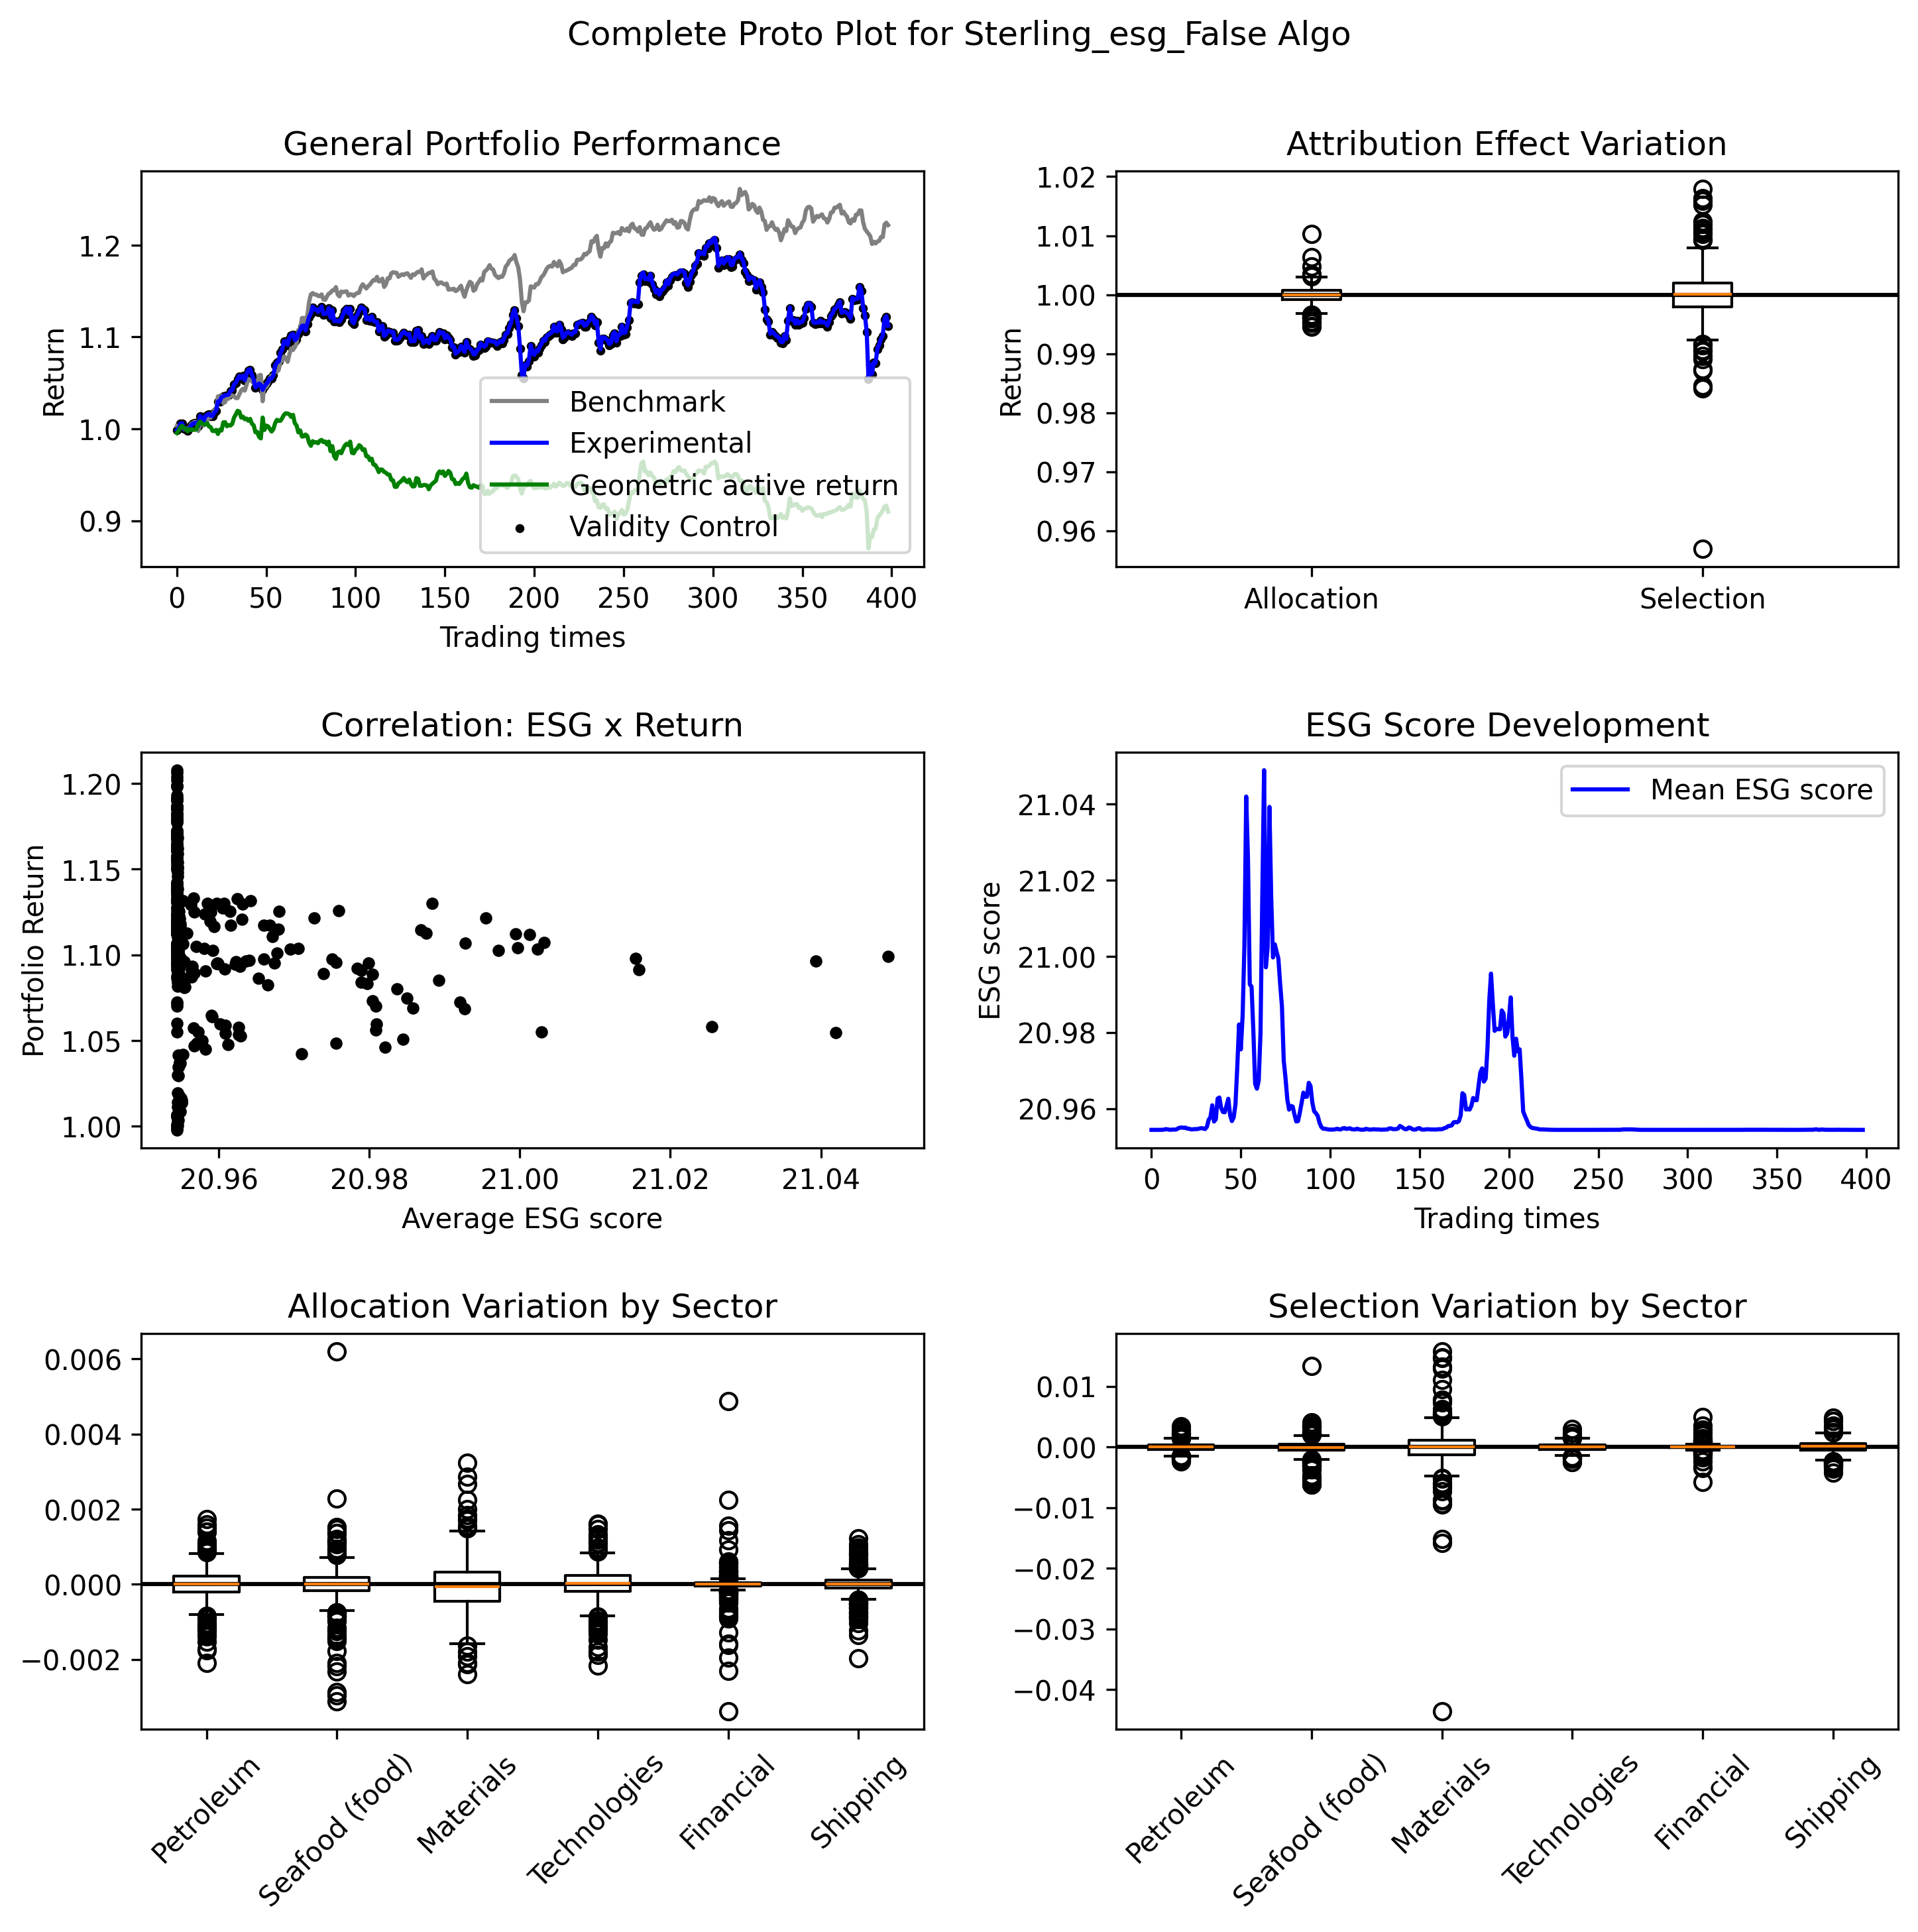 Complete Proto Plot for Sterling_esg_False Algo
General Portfolio Performance
Return
1.2
1.1
1.0
0.9
Benchmark
Experimental
Geometric active return
Validity Control
0 50 100 150 200 250 300 350 400
Trading times
Attribution Effect Variation
Return
1.02
1.01
1.00
0.99
0.98
0.97
0.96
Allocation Selection
Correlation: ESG x Return
Portfolio Return
1.20
1.15
1.10
1.05
1.00
20.96 20.98 21.00 21.02 21.04
Average ESG score
ESG Score Development
ESG score
21.04
21.02
21.00
20.98
20.96
Mean ESG score
0 50 100 150 200 250 300 350 400
Trading times
Allocation Variation by Sector
0.006
0.004
0.002
0.000
−0.002
Petroleum
Seafood (food)
Materials
Technologies
Financial
Shipping
Selection Variation by Sector
0.01
0.00
−0.01
−0.02
−0.03
−0.04
Petroleum
Seafood (food)
Materials
Technologies
Financial
Shipping